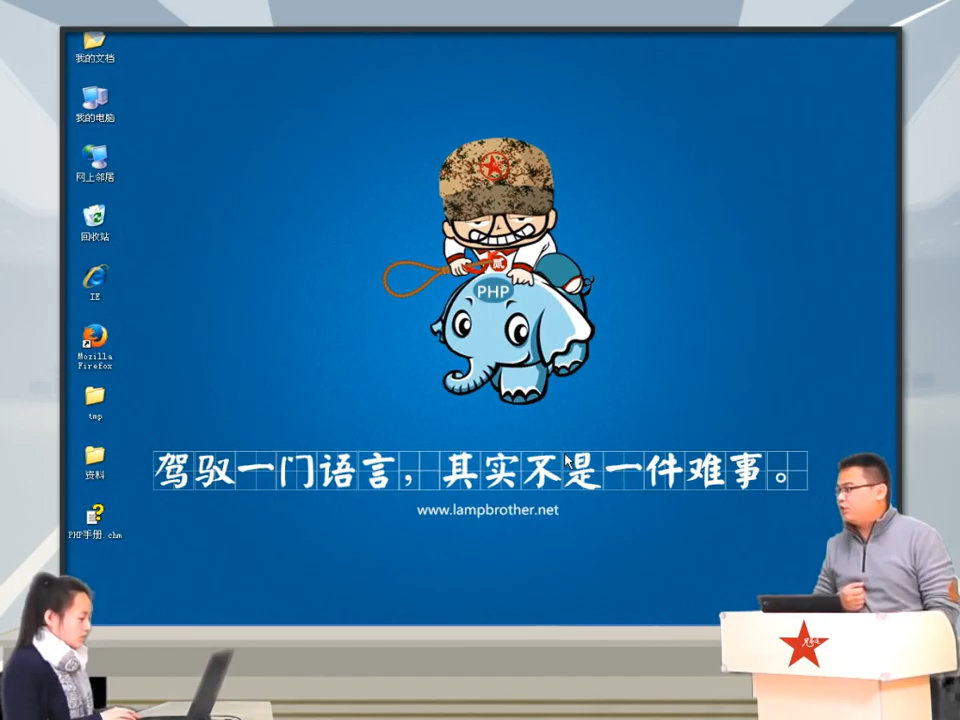 我的文档
我的电脑
网上邻居
回收站
IE
Mozilla
Firefox
tmp
资料
PHP手册.chm
贰
PHP
驾驭一门语言，其实不是一件难事。
www.lampbrother.net